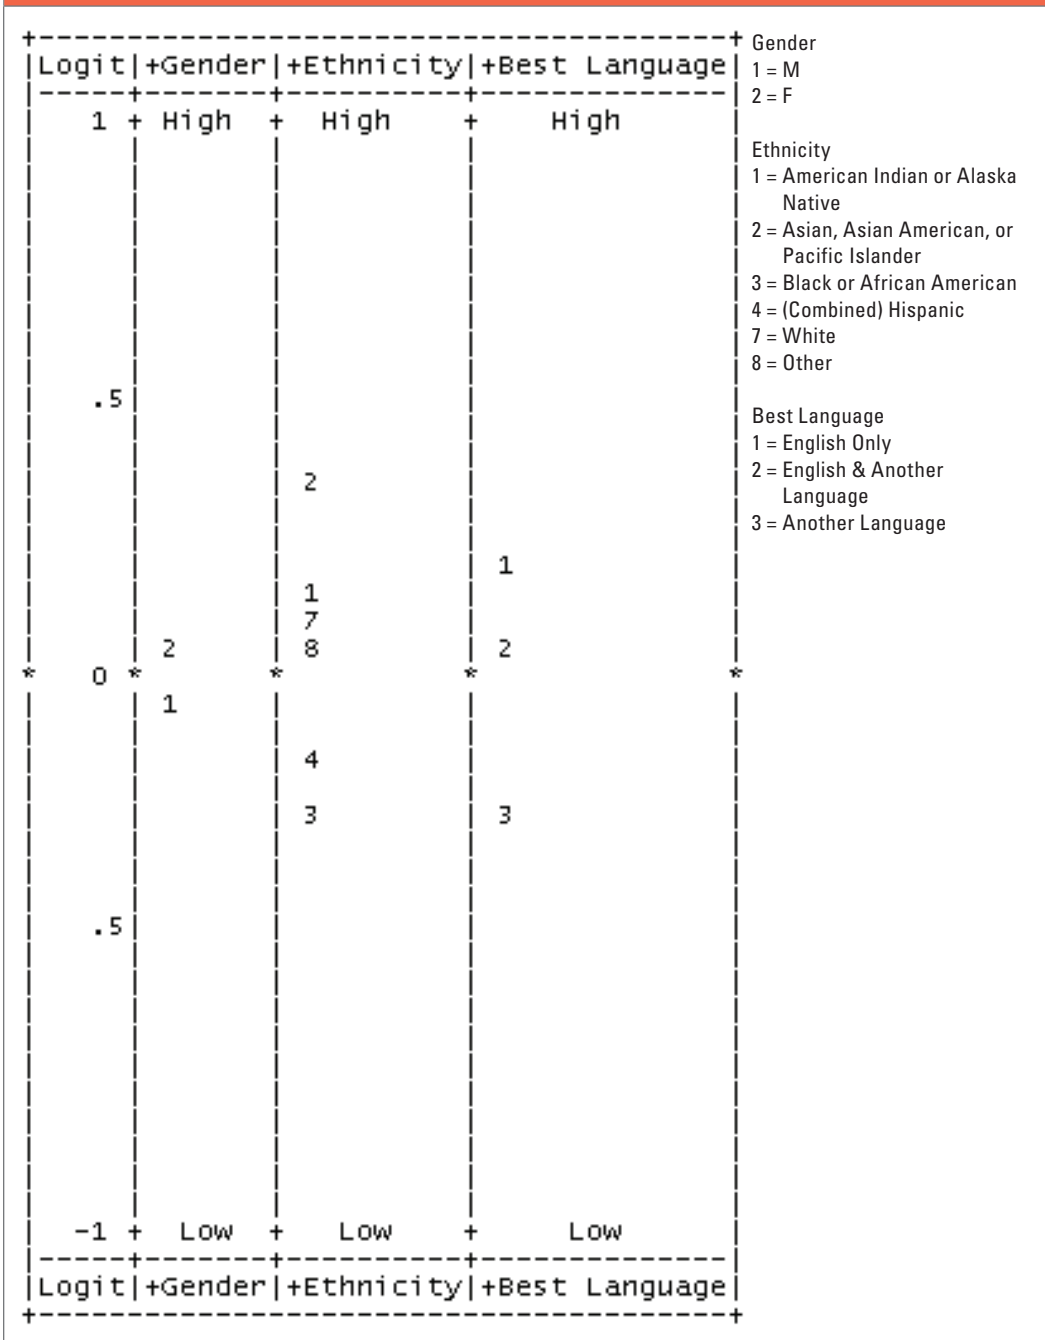 +-------------------------------------------------+
|Logit|+Gender|+Ethnicity|+Best Language|
|-----+-------+----------+--------------|
1 + High + High + High
.5
2
1
1
7
2 8 2
* 0 * * * *
1
4
3 3
.5
-1 + Low + Low + Low
|-----+-------+----------+--------------|
|Logit|+Gender|+Ethnicity|+Best Language|
+-------------------------------------------------+
Gender
1 = M
2 = F
Ethnicity
1 = American Indian or Alaska
Native
2 = Asian, Asian American, or
Pacific Islander
3 = Black or African American
4 = (Combined) Hispanic
7 = White
8 = Other
Best Language
1 = English Only
2 = English & Another
Language
3 = Another Language